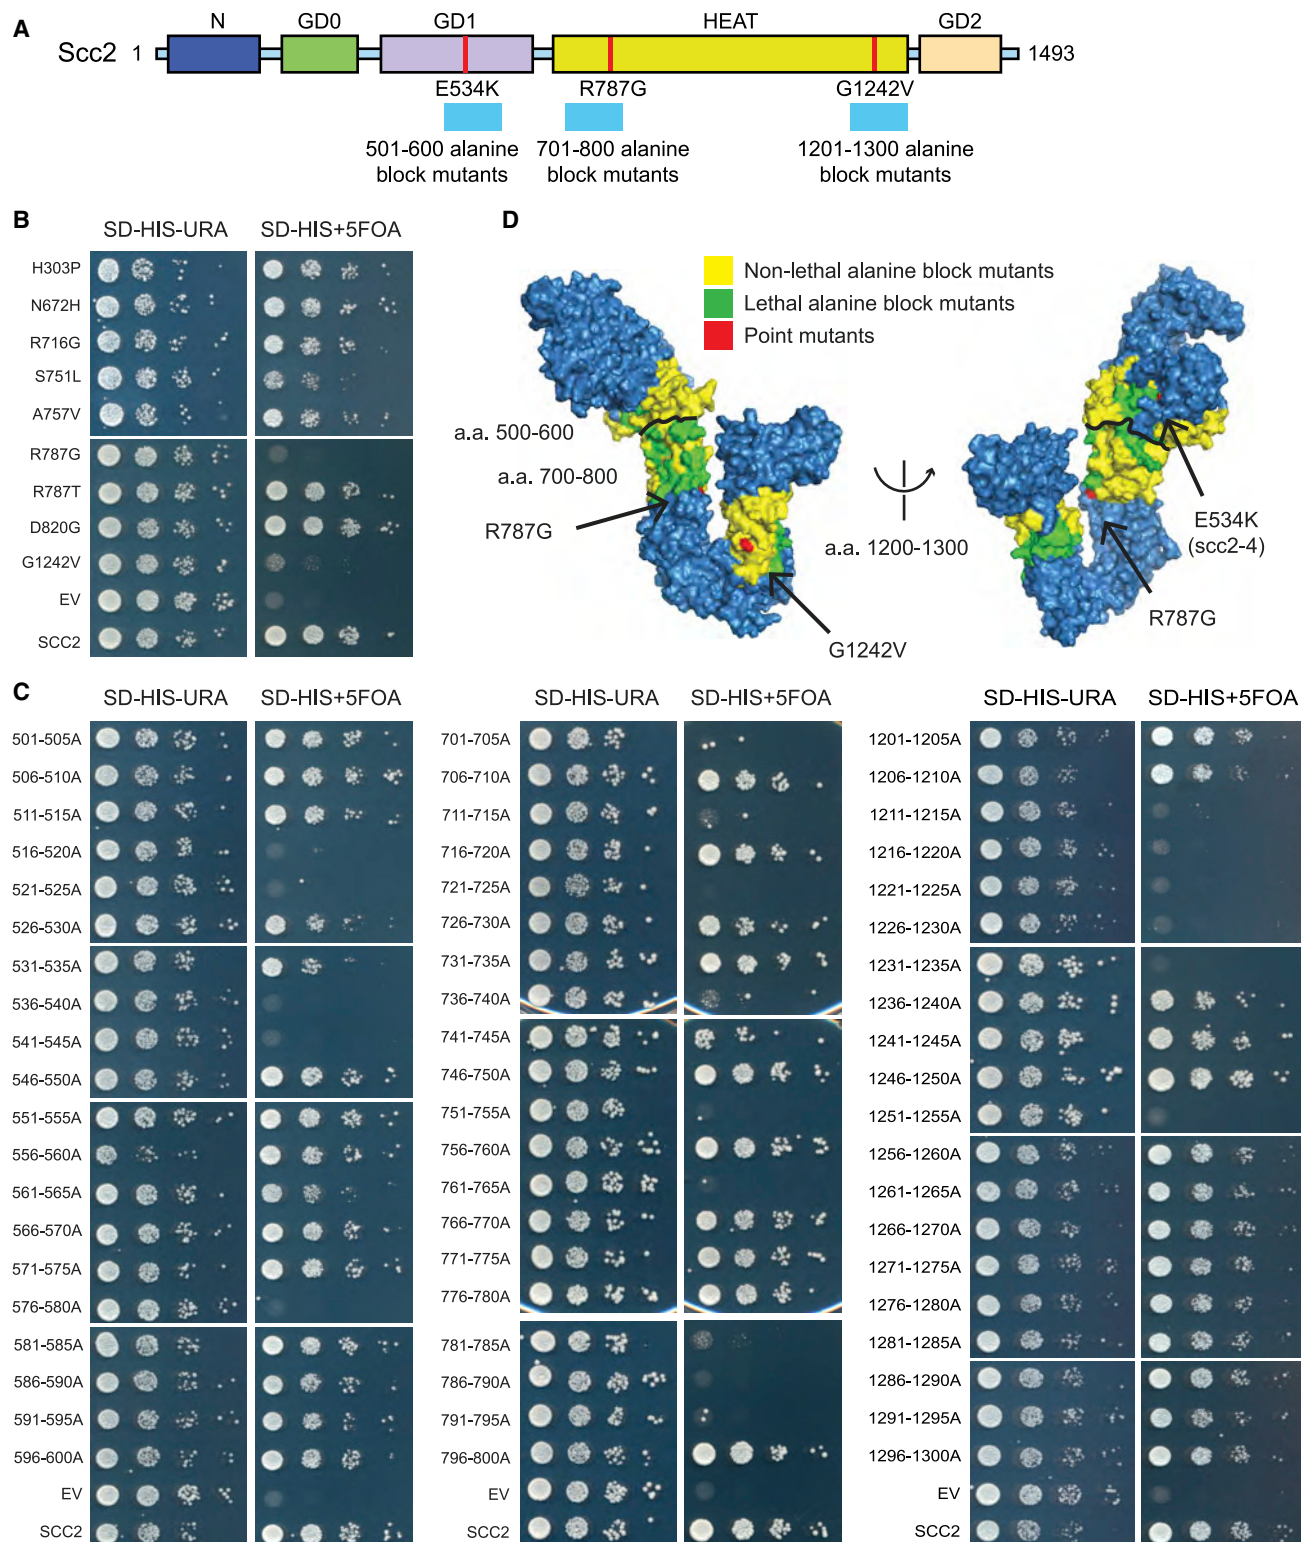 A
N GD0 GD1 HEAT GD2
Scc2 1 1493
E534K R787G G1242V
501-600 alanine block mutants
701-800 alanine block mutants
1201-1300 alanine block mutants
B
SD-HIS-URA SD-HIS+5FOA
H303P
N672H
R716G
S751L
A757V
R787G
R787T
D820G
G1242V
EV
SCC2
D
Non-lethal alanine block mutants
Lethal alanine block mutants
Point mutants
a.a. 500-600
a.a. 700-800
R787G
a.a. 1200-1300
G1242V
E534K
(scc2-4)
R787G
C
SD-HIS-URA SD-HIS+5FOA
501-505A
506-510A
511-515A
516-520A
521-525A
526-530A
531-535A
536-540A
541-545A
546-550A
551-555A
556-560A
561-565A
566-570A
571-575A
576-580A
581-585A
586-590A
591-595A
596-600A
EV
SCC2
SD-HIS-URA SD-HIS+5FOA
701-705A
706-710A
711-715A
716-720A
721-725A
726-730A
731-735A
736-740A
741-745A
746-750A
751-755A
756-760A
761-765A
766-770A
771-775A
776-780A
781-785A
786-790A
791-795A
796-800A
EV
SCC2
SD-HIS-URA SD-HIS+5FOA
1201-1205A
1206-1210A
1211-1215A
1216-1220A
1221-1225A
1226-1230A
1231-1235A
1236-1240A
1241-1245A
1246-1250A
1251-1255A
1256-1260A
1261-1265A
1266-1270A
1271-1275A
1276-1280A
1281-1285A
1286-1290A
1291-1295A
1296-1300A
EV
SCC2